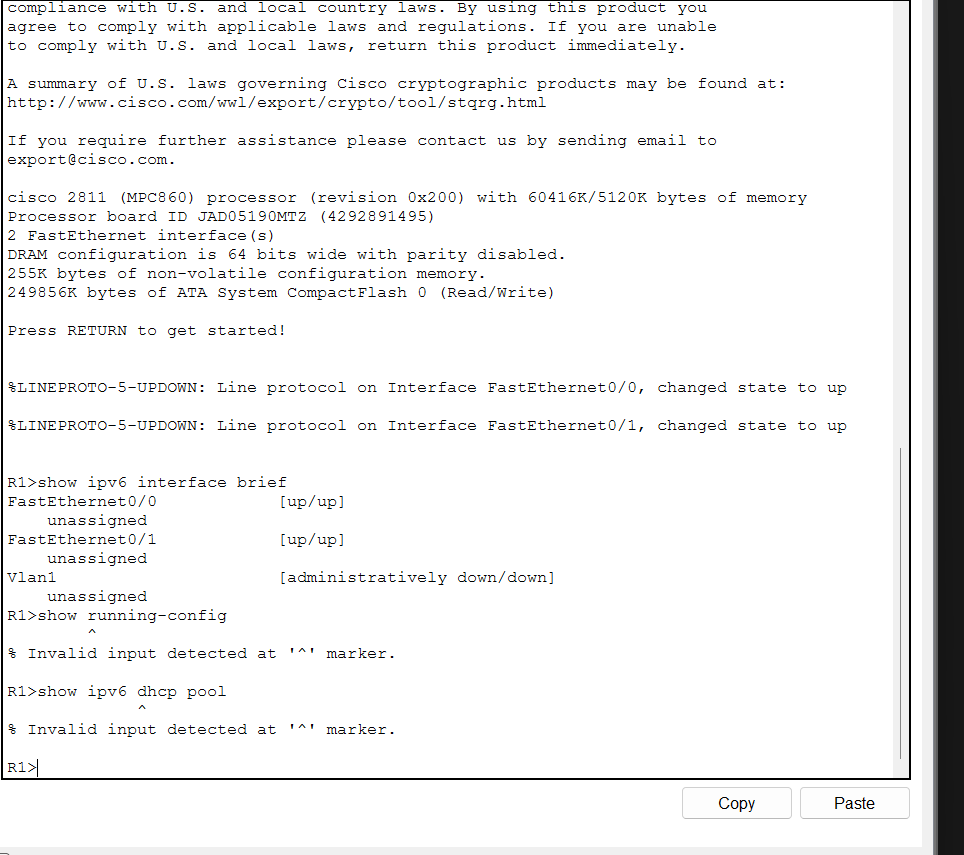 compliance with U.S. and local country laws. By using this product you
agree to comply with applicable laws and regulations. If you are unable
to comply with U.S. and local laws, return this product immediately.
A summary of U.S. laws governing Cisco cryptographic products may be found at:
http://www.cisco.com/wwl/export/crypto/tool/stqrg.html
If you require further assistance please contact us by sending email to
export@cisco.com.
cisco 2811 (MPC860) processor (revision 0x200) with 60416K/5120K bytes of memory
Processor board ID JAD05190MTZ (4292891495)
2 FastEthernet interface(s)
DRAM configuration is 64 bits wide with parity disabled.
255K bytes of non-volatile configuration memory.
249856K bytes of ATA System CompactFlash 0 (Read/Write)
Press RETURN to get started!
%LINEPROTO-5-UPDOWN: Line protocol on Interface FastEthernet0/0, changed state to up
%LINEPROTO-5-UPDOWN: Line protocol on Interface FastEthernet0/1, changed state to up
R1>show ipv6 interface brief
FastEthernet0/0 [up/up]
unassigned
FastEthernet0/1 [up/up]
unassigned
Vlan1 [administratively down/down]
unassigned
R1>show running-config
^
% Invalid input detected at '^' marker.
R1>show ipv6 dhcp pool
^
% Invalid input detected at '^' marker.
R1>
Copy Paste